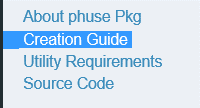 About phuse Pkg
Creation Guide
Utility Requirements
Source Code